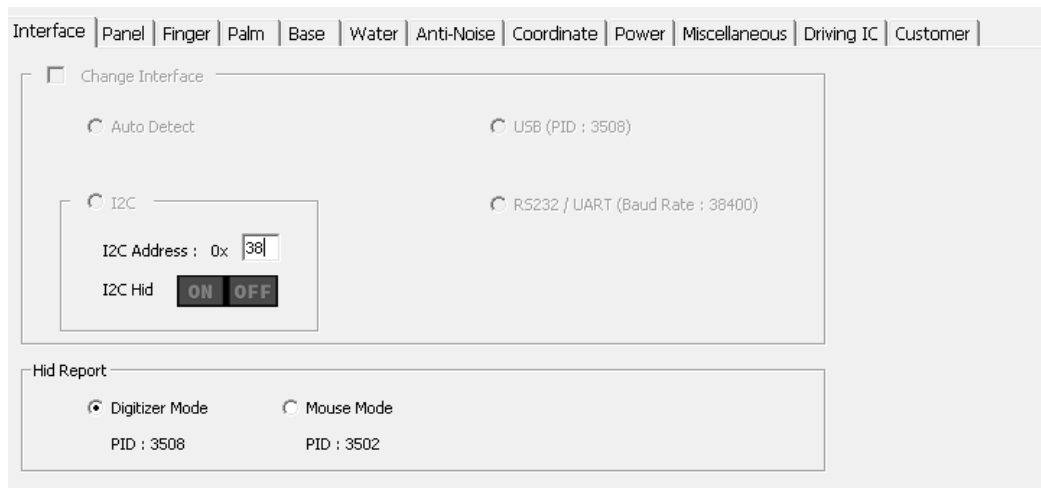 Interface Panel Finger Palm Base Water Anti-Noise Coordinate Power Miscellaneous Driving IC Customer
Change Interface
Auto Detect USB (PID : 3508)
I2C RS232 / UART (Baud Rate : 38400)
I2C Address : 0x 38
I2C Hid ON OFF
Hid Report
Digitizer Mode Mouse Mode
PID : 3508 PID : 3502